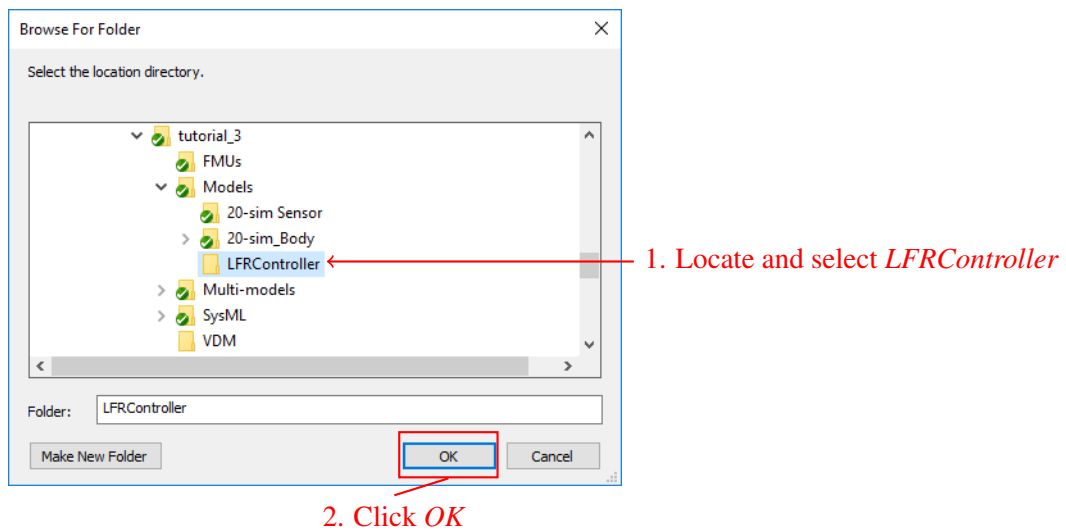 Browse For Folder
Select the location directory.
tutorial_3
FMUs
Models
20-sim Sensor
20-sim_Body
LFRController
1. Locate and select LFRController
Multi-models
SysML
VDM
Folder: LFRController
Make New Folder OK Cancel
2. Click OK